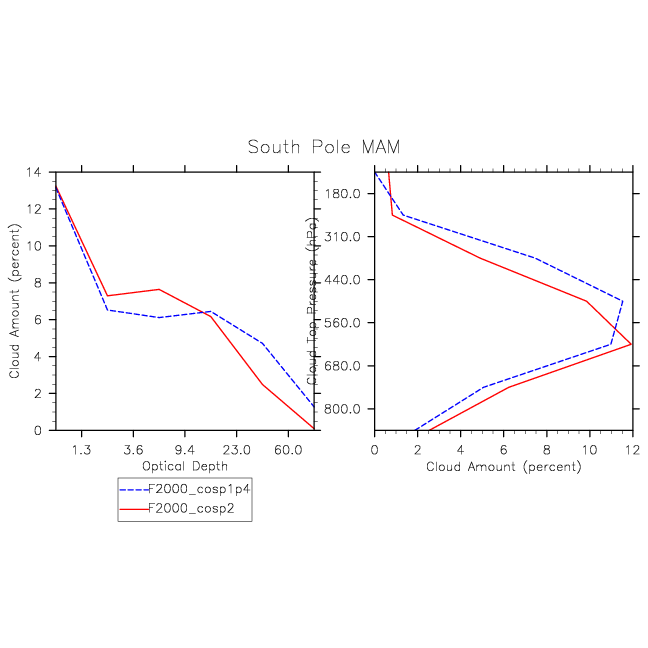 South Pole MAM
Cloud Amount (percent)
14
12
10
8
6
4
2
0
1.3 3.6 9.4 23.0 60.0
Optical Depth
Cloud Top Pressure (hPa)
180.0
310.0
440.0
560.0
680.0
800.0
0 2 4 6 8 10 12
Cloud Amount (percent)
F2000_cosp1p4
F2000_cosp2